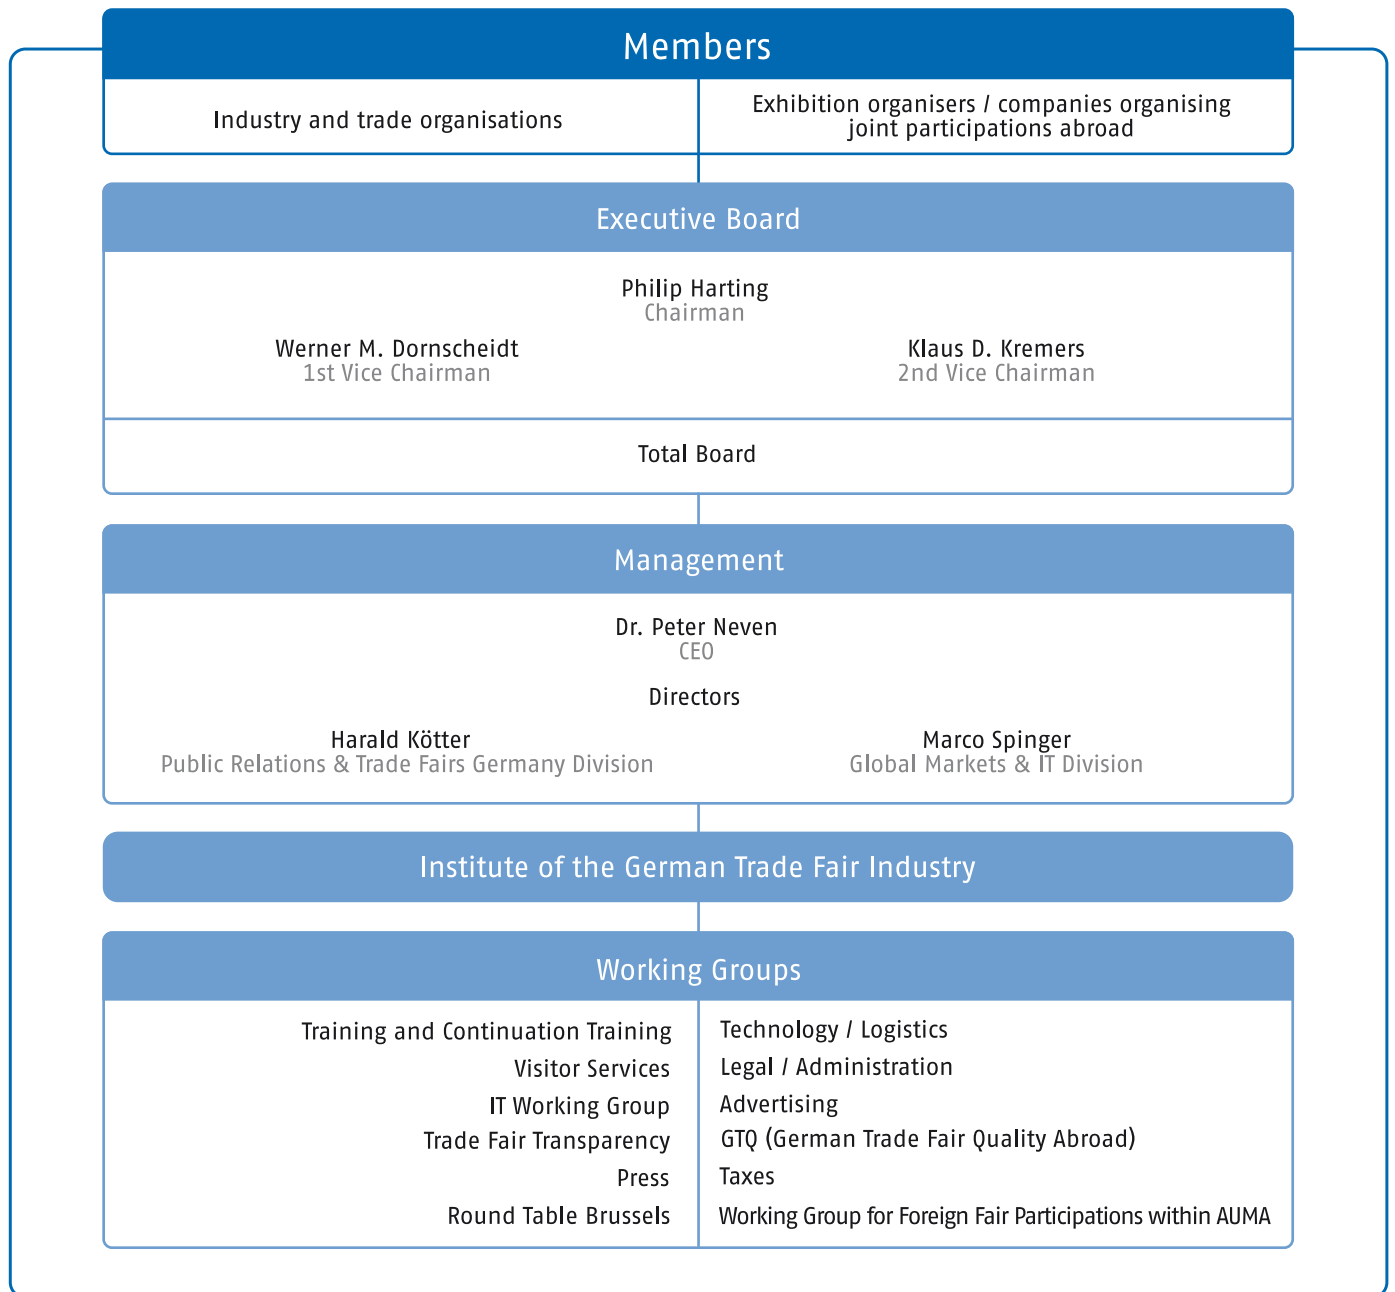 Members
Industry and trade organisations
Exhibition organisers / companies organising
joint participations abroad
Executive Board
Philip Harting
Chairman
Werner M. Dornscheidt
1st Vice Chairman
Klaus D. Kremers
2nd Vice Chairman
Total Board
Management
Dr. Peter Neven
CEO
Directors
Harald Kötter
Public Relations & Trade Fairs Germany Division
Marco Spinger
Global Markets & IT Division
Institute of the German Trade Fair Industry
Working Groups
Training and Continuation Training
Visitor Services
IT Working Group
Trade Fair Transparency
Press
Round Table Brussels
Technology / Logistics
Legal / Administration
Advertising
GTQ (German Trade Fair Quality Abroad)
Taxes
Working Group for Foreign Fair Participations within AUMA